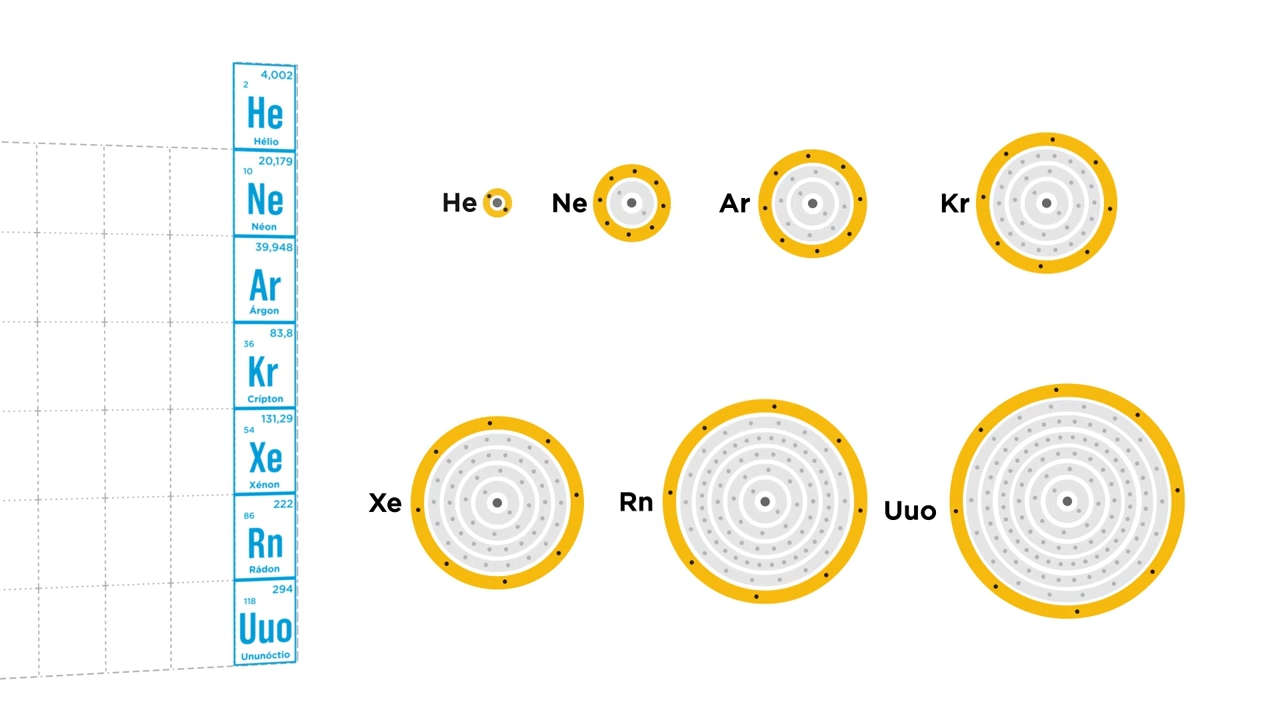 4,002
2
He
Hélio
20,179
10
Ne
Néon
39,948
Ar
Árgon
83,8
36
Kr
Crípton
131,29
54
Xe
Xénon
222
86
Rn
Rádon
294
118
Uuo
Ununóctio
He
Ne
Ar
Kr
Xe
Rn
Uuo